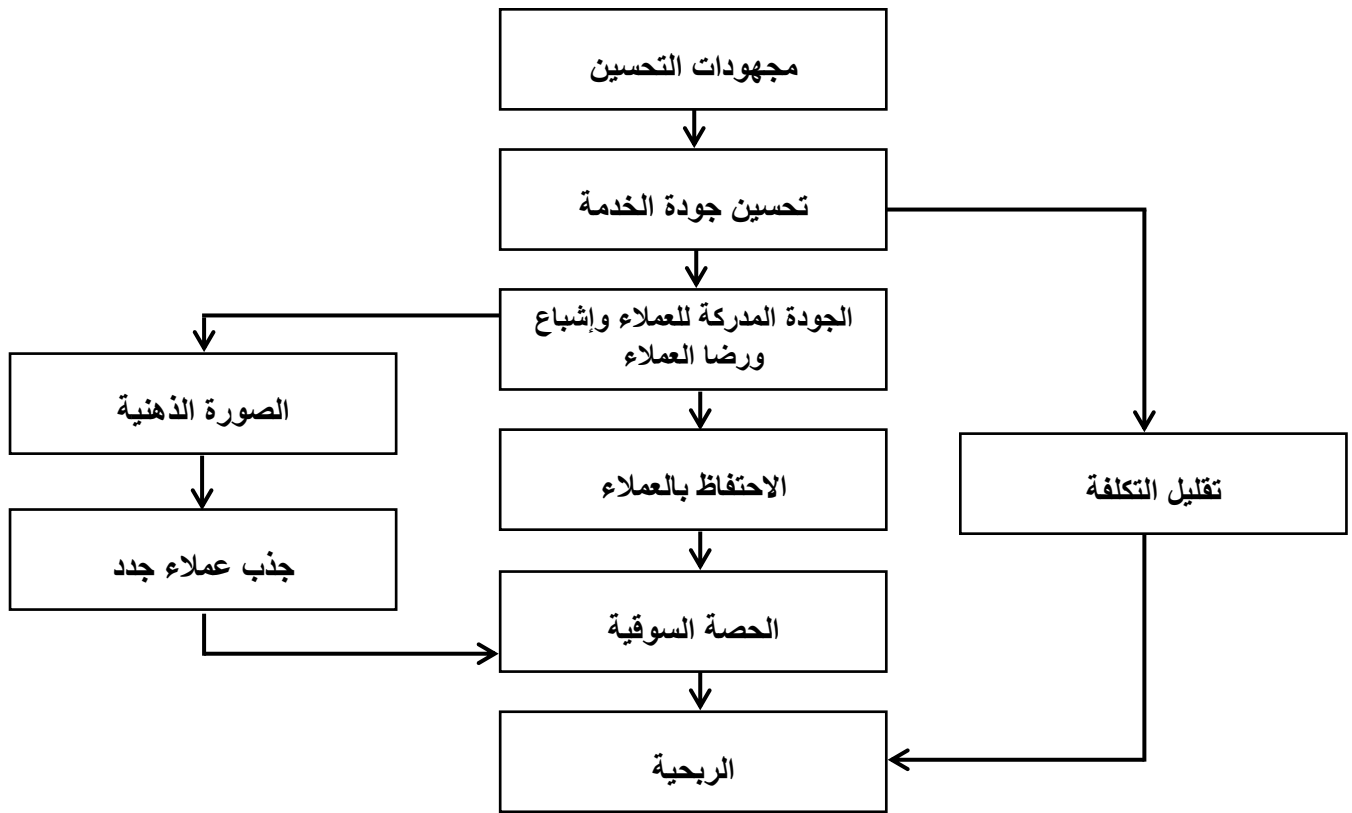 مجهودات التحسين
تحسين جودة الخدمة
الجودة المدركة للعملاء وإشباع
ورضا العملاء
الصورة الذهنية
الاحتفاظ بالعملاء
تقليل التكلفة
جذب عملاء جدد
الحصة السوقية
الربحية